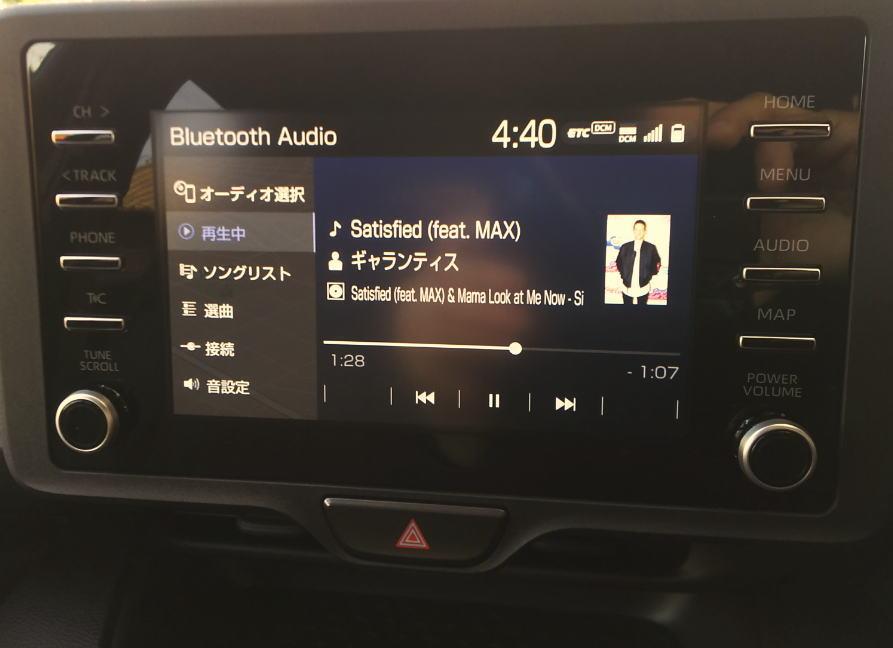 CH >
< TRACK
PHONE
T C
TUNE
SCROLL
Bluetooth Audio
4:40
ETC DCM
DCM
オーディオ選択
再生中
ソングリスト
選曲
接続
音設定
Satisfied (feat. MAX)
ギャランティス
Satisfied (feat. MAX) & Mama Look at Me Now - Si
1:28
- 1:07
HOME
MENU
AUDIO
MAP
POWER
VOLUME